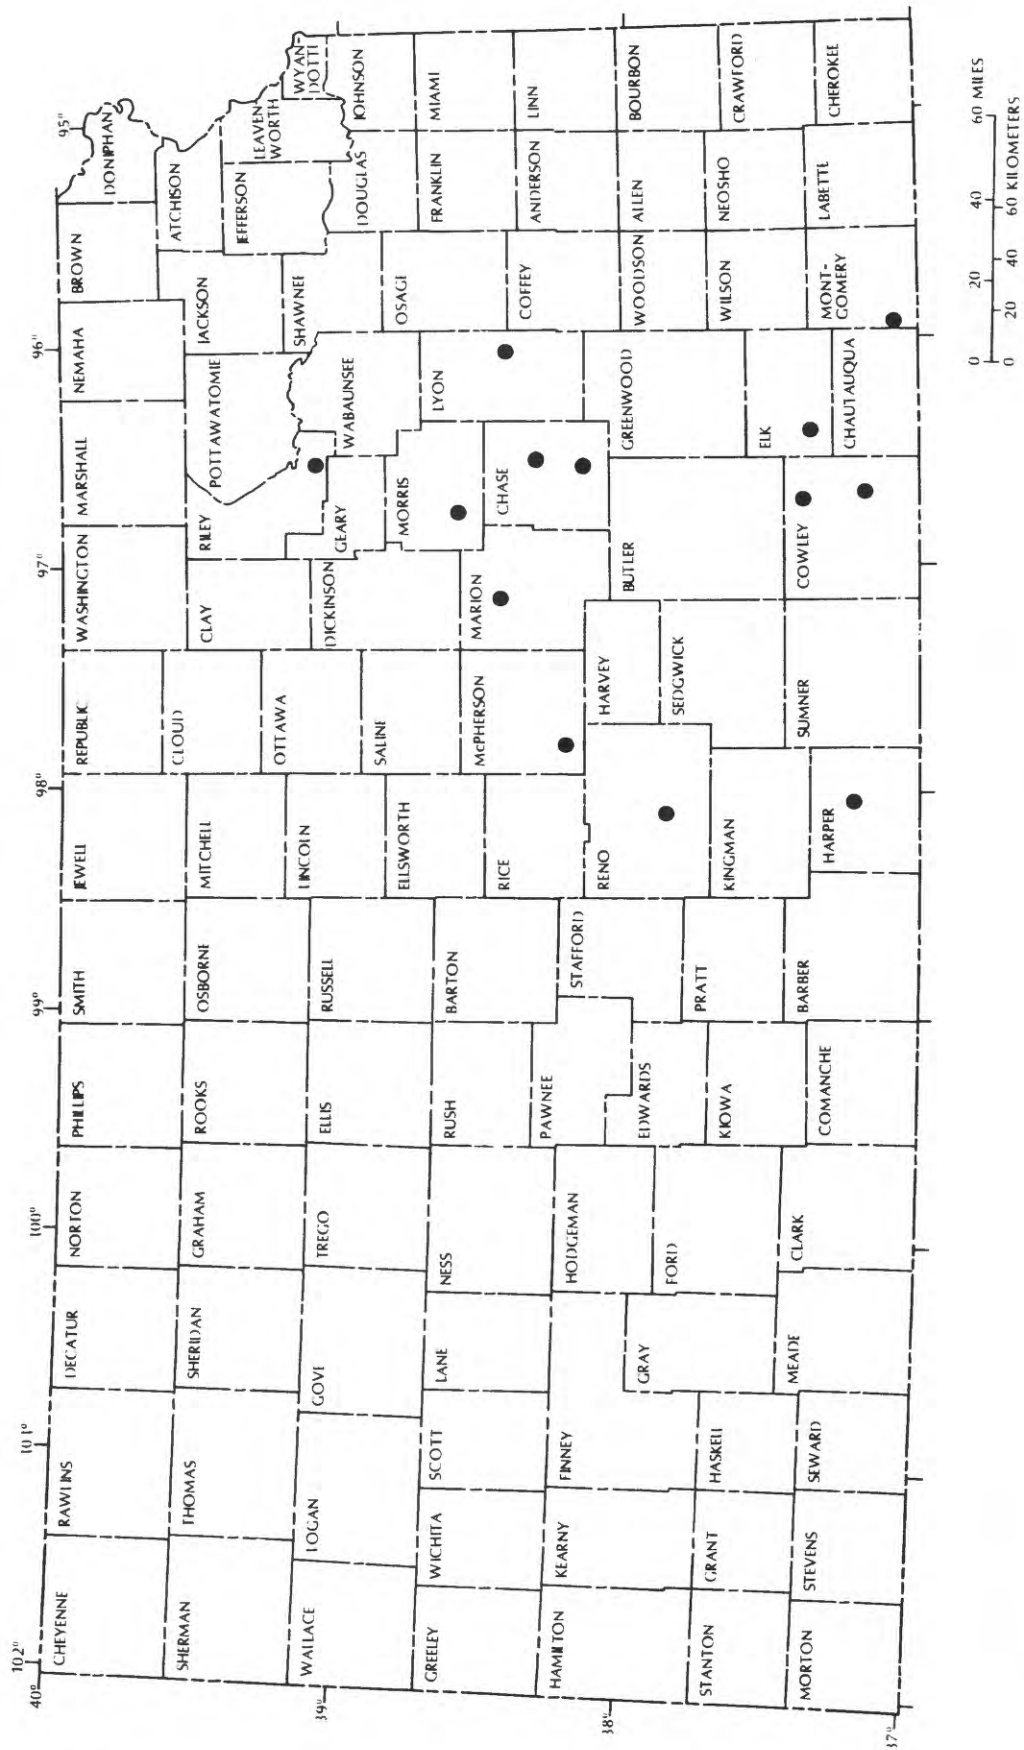 102° 101° 100° 99° 98° 97° 96° 95°
40°
CHEYENNE RAWLINS DECATUR NORTON PHILLIPS SMITH JEWELL REPUBLIC WASHINGTON MARSHALL NEMAHA BROWN DONIPHAN
SHERMAN THOMAS SHERIDAN GRAHAM ROOKS OSBORNE MITCHELL CLOUD CLAY RILEY POTTAWATOMIE JACKSON ATCHISON
JEFFERSON LEAVEN
WORTH
WYAN
DOTTI
WALLACE LOGAN GOVE TREGO ELLIS RUSSELL LINCOLN OTTAWA DICKINSON GEARY WABAUNSEE SHAWNEE DOUGLAS JOHNSON
39°
GREELEY WICHITA SCOTT LANE NESS RUSH BARTON ELLSWORTH SALINE MORRIS LYON OSAGE FRANKLIN MIAMI
RICE McPHERSON MARION CHASE COFFEY ANDERSON LINN
HAMILTON KEARNY FINNEY HODGEMAN PAWNEE STAFFORD RENO HARVEY BUTLER GREENWOOD WOODSON ALLEN BOURBON
38°
GRAY FORD EDWARDS SEDGWICK
STANTON GRANT HASKELL KIOWA PRATT KINGMAN ELK WILSON NEOSHO CRAWFORD
MORTON STEVENS SEWARD MEADE CLARK COMANCHE BARBER HARPER SUMNER COWLEY CHAUTAUQUA MONT-
GOMERY
LABETTE CHEROKEE
37°
0 20 40 60 MILES
0 20 40 60 KILOMETERS